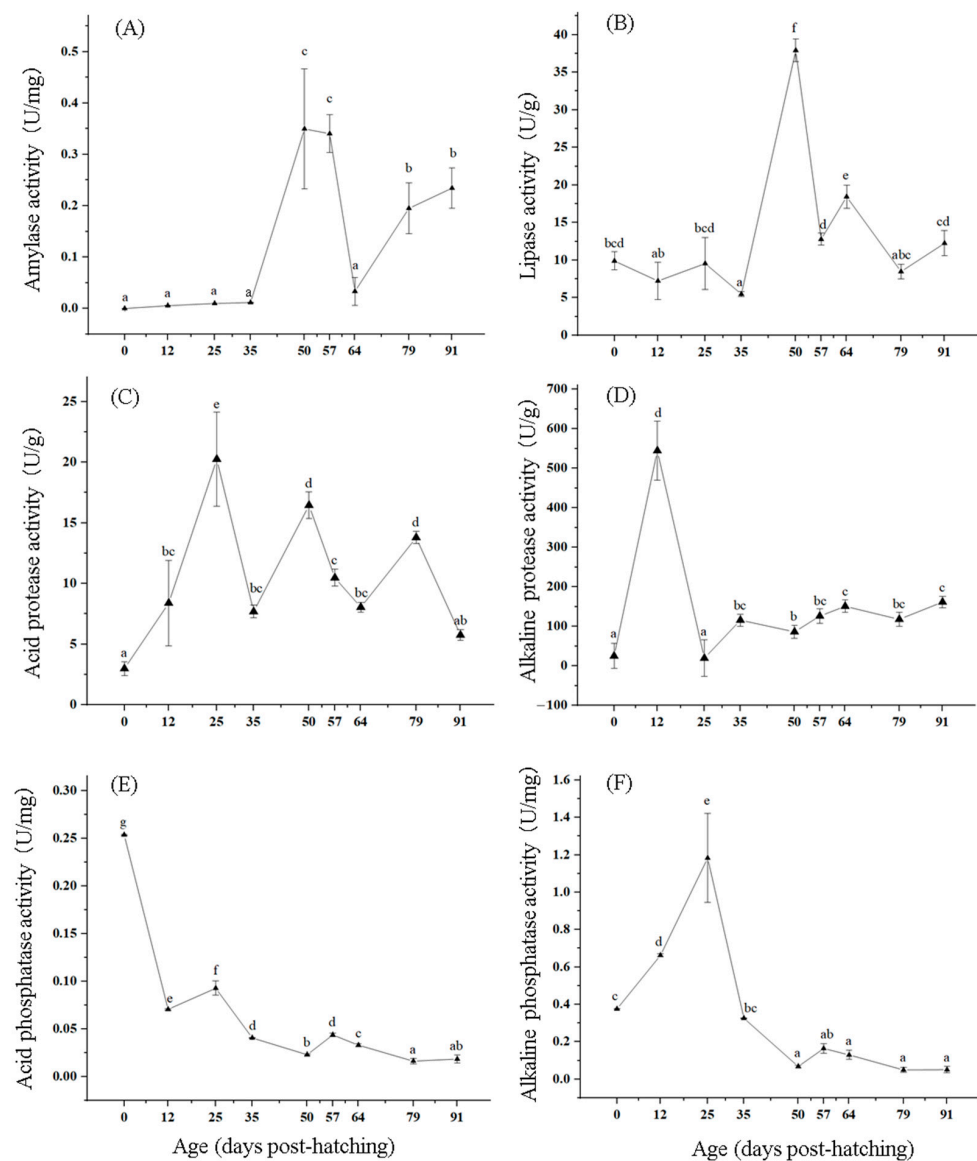 (A)
Amylase activity (U/mg)
0.5
0.4
0.3
0.2
0.1
0.0
a a a a c c a b b
0 12 25 35 50 57 64 79 91
(B)
Lipase activity (U/g)
40
35
30
25
20
15
10
5
0
bcd ab bcd a f d e abc cd
0 12 25 35 50 57 64 79 91
(C)
Acid protease activity (U/g)
25
20
15
10
5
0
a bc e bc d c bc d ab
0 12 25 35 50 57 64 79 91
(D)
Alkaline protease activity (U/g)
700
600
500
400
300
200
100
0
−100
a d a bc b bc c bc c
0 12 25 35 50 57 64 79 91
(E)
Acid phosphatase activity (U/mg)
0.30
0.25
0.20
0.15
0.10
0.05
0.00
g e f d b d c a ab
0 12 25 35 50 57 64 79 91
Age (days post-hatching)
(F)
Alkaline phosphatase activity (U/mg)
1.6
1.4
1.2
1.0
0.8
0.6
0.4
0.2
0.0
c d e bc a ab a a a
0 12 25 35 50 57 64 79 91
Age (days post-hatching)